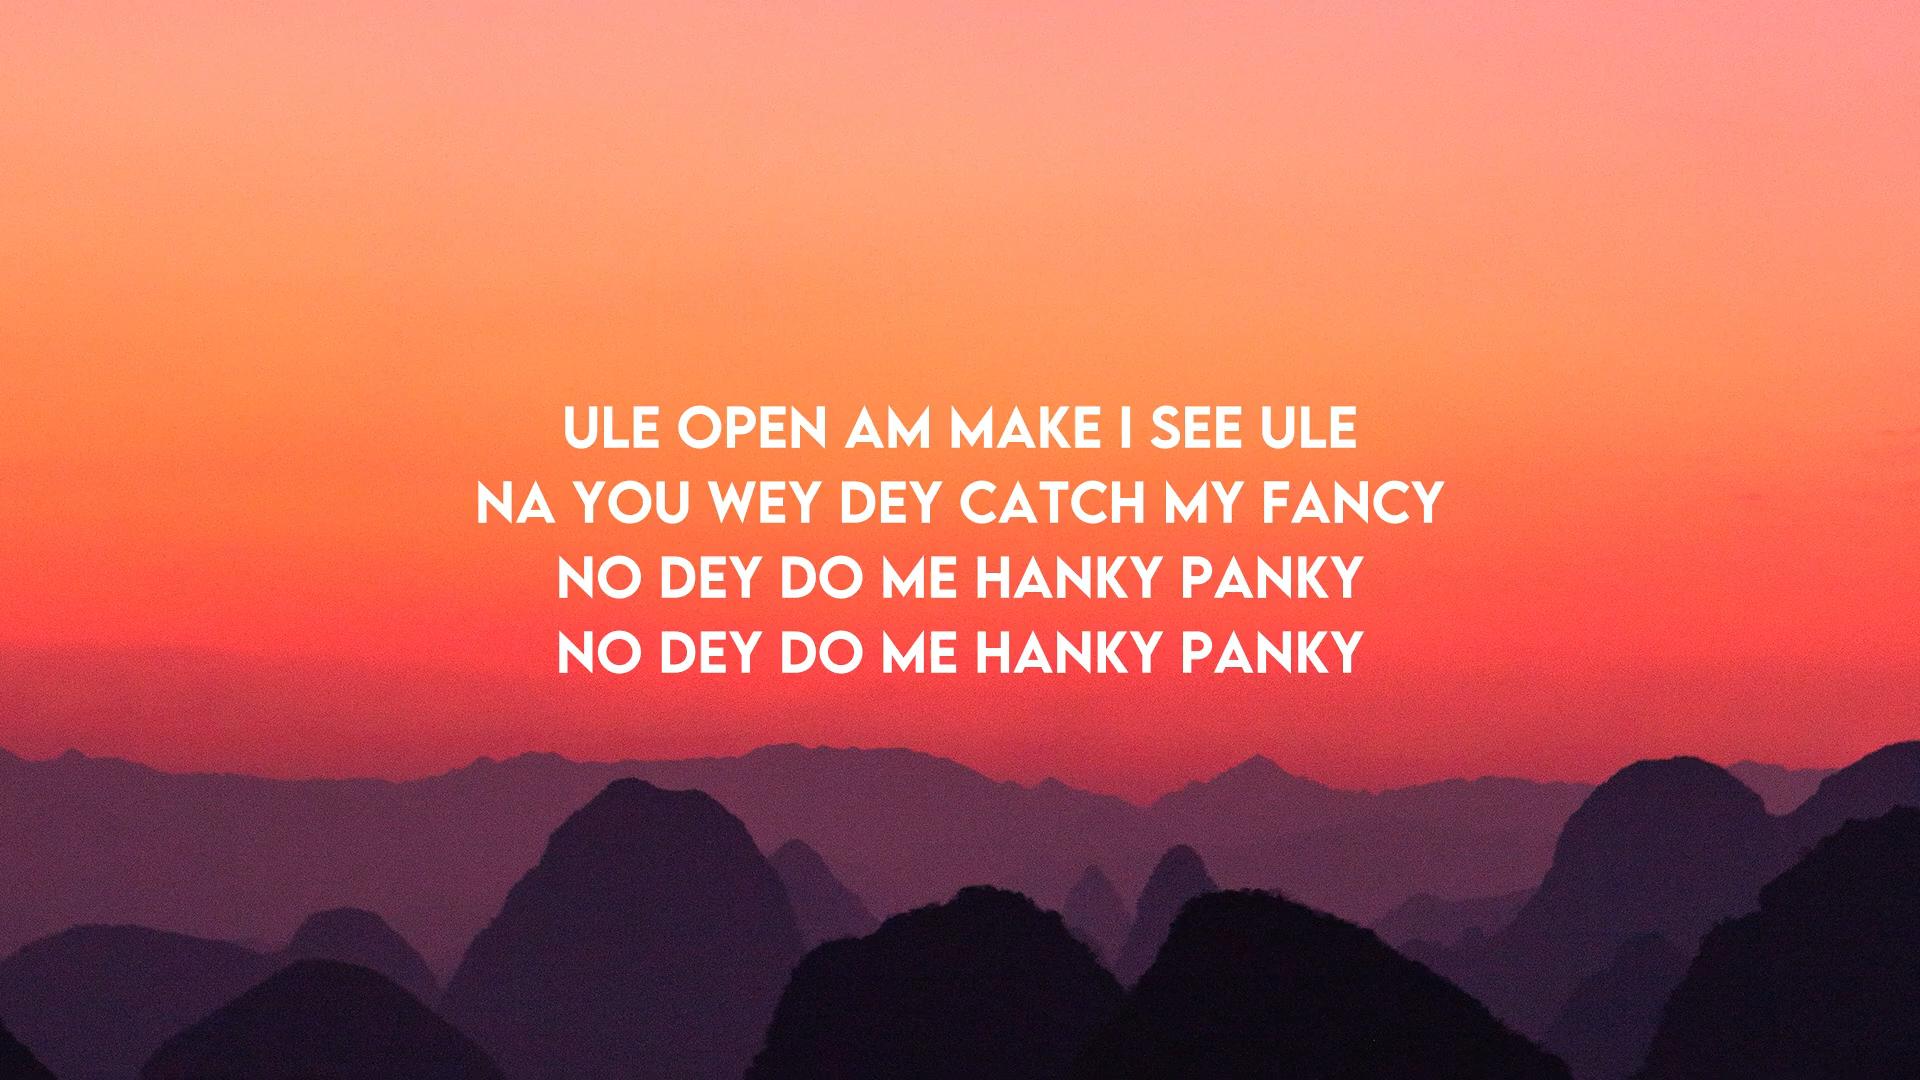 ULE OPEN AM MAKE I SEE ULE
NA YOU WEY DEY CATCH MY FANCY
NO DEY DO ME HANKY PANKY
NO DEY DO ME HANKY PANKY